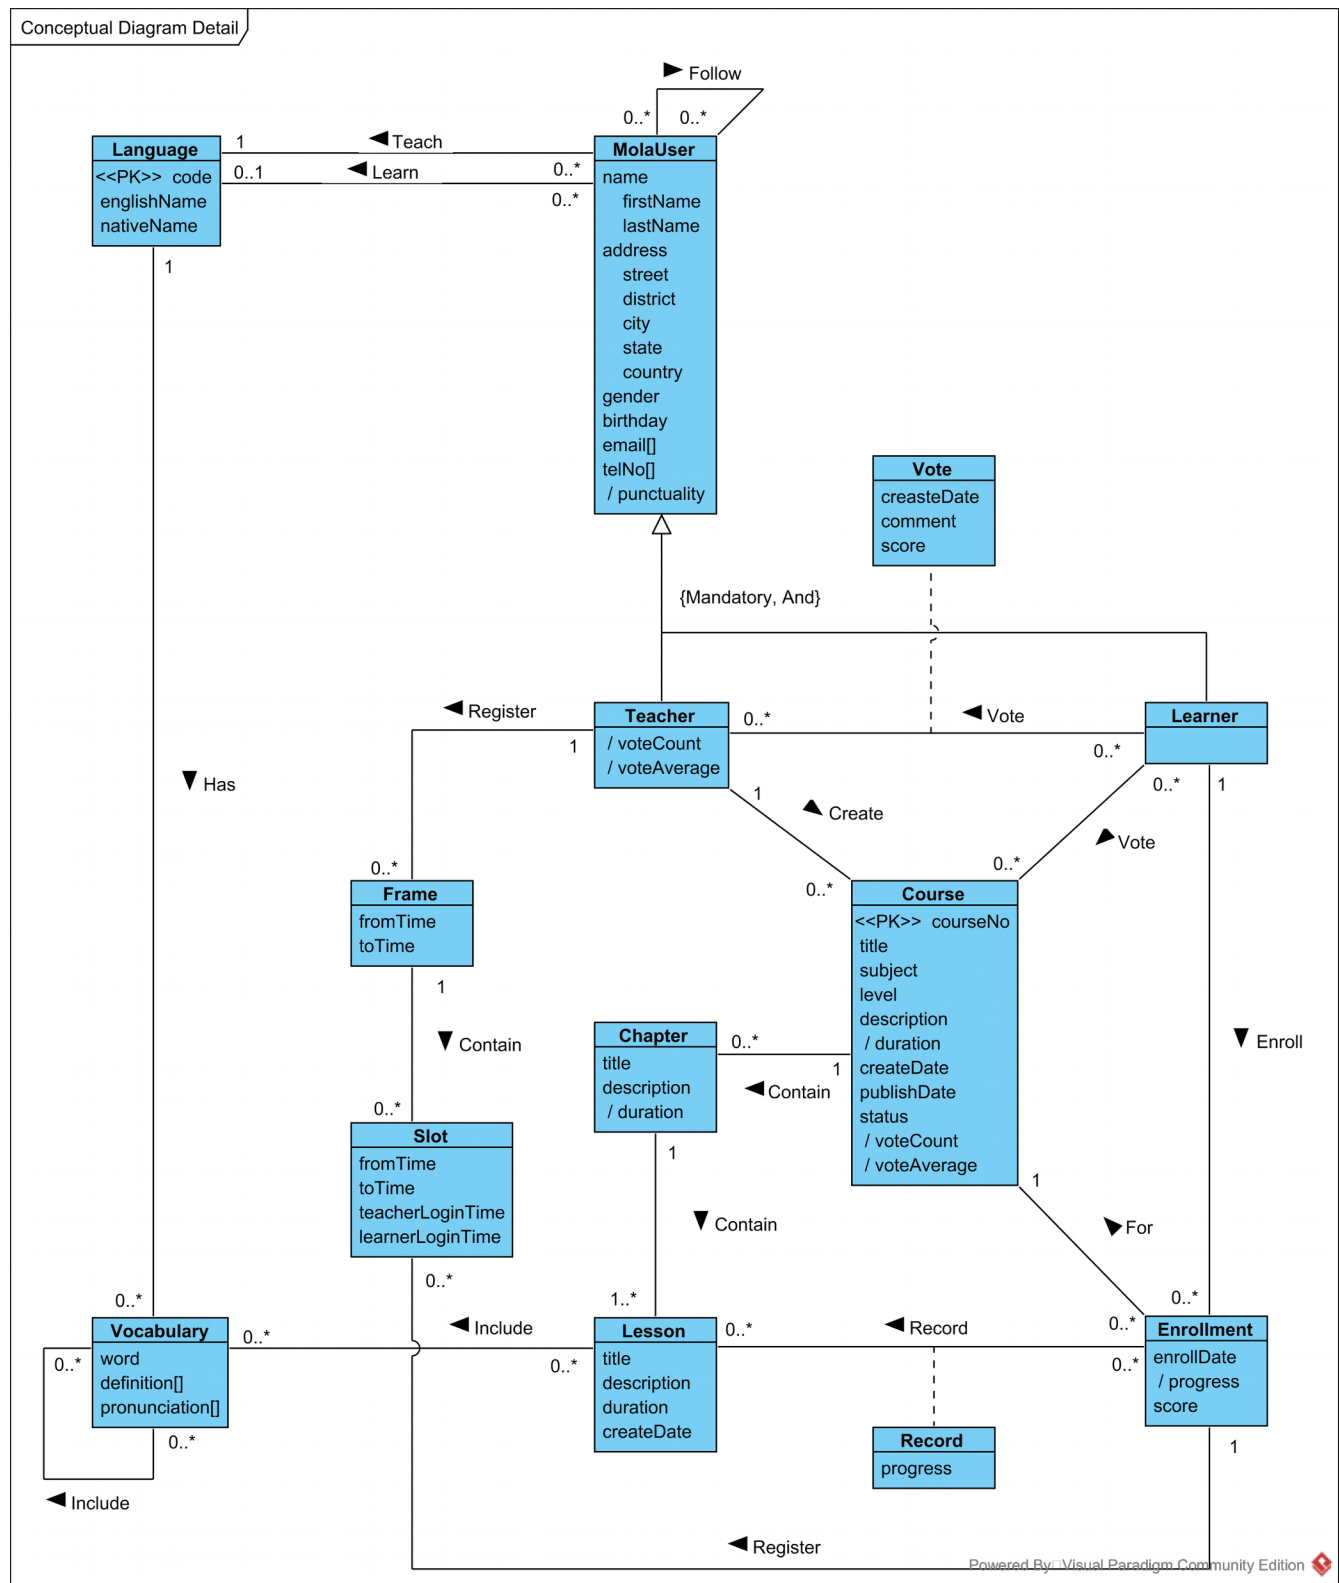 Conceptual Diagram Detail
Follow
0..*
0..*
Language
<<PK>> code
englishName
nativeName
1
Teach
0..*
0..1
Learn
0..*
1
MolaUser
name
firstName
lastName
address
street
district
city
state
country
gender
birthday
email[]
telNo[]
/ punctuality
Vote
creasteDate
comment
score
{Mandatory, And}
Register
1
Teacher
/ voteCount
/ voteAverage
0..*
Vote
0..*
Learner
0..*
1
Has
1
Create
0..*
Vote
0..*
0..*
Frame
fromTime
toTime
1
Course
<<PK>> courseNo
title
subject
level
description
/ duration
createDate
publishDate
status
/ voteCount
/ voteAverage
Contain
Chapter
title
description
/ duration
0..*
1
Contain
Enroll
0..*
Slot
fromTime
toTime
teacherLoginTime
learnerLoginTime
0..*
1
Contain
1
For
0..*
1..*
0..*
0..*
Vocabulary
word
definition[]
pronunciation[]
0..*
0..*
0..*
Include
Include
0..*
Lesson
title
description
duration
createDate
0..*
Record
0..*
Enrollment
enrollDate
/ progress
score
1
Record
progress
Register
Powered By Visual Paradigm Community Edition